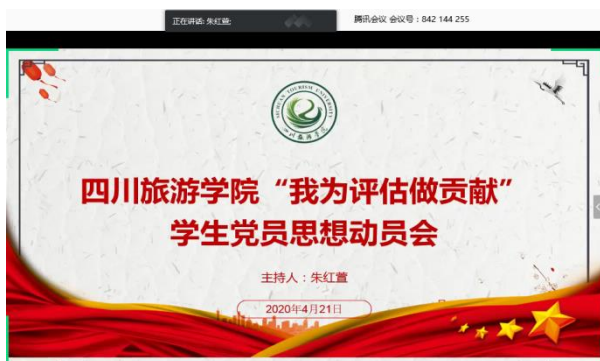 正在讲话: 朱红萱;
腾讯会议 会议号：842 144 255
SICHUAN TOURISM UNIVERSITY
四川旅游学院
四川旅游学院“我为评估做贡献”
学生党员思想动员会
主持人：朱红萱
2020年4月21日